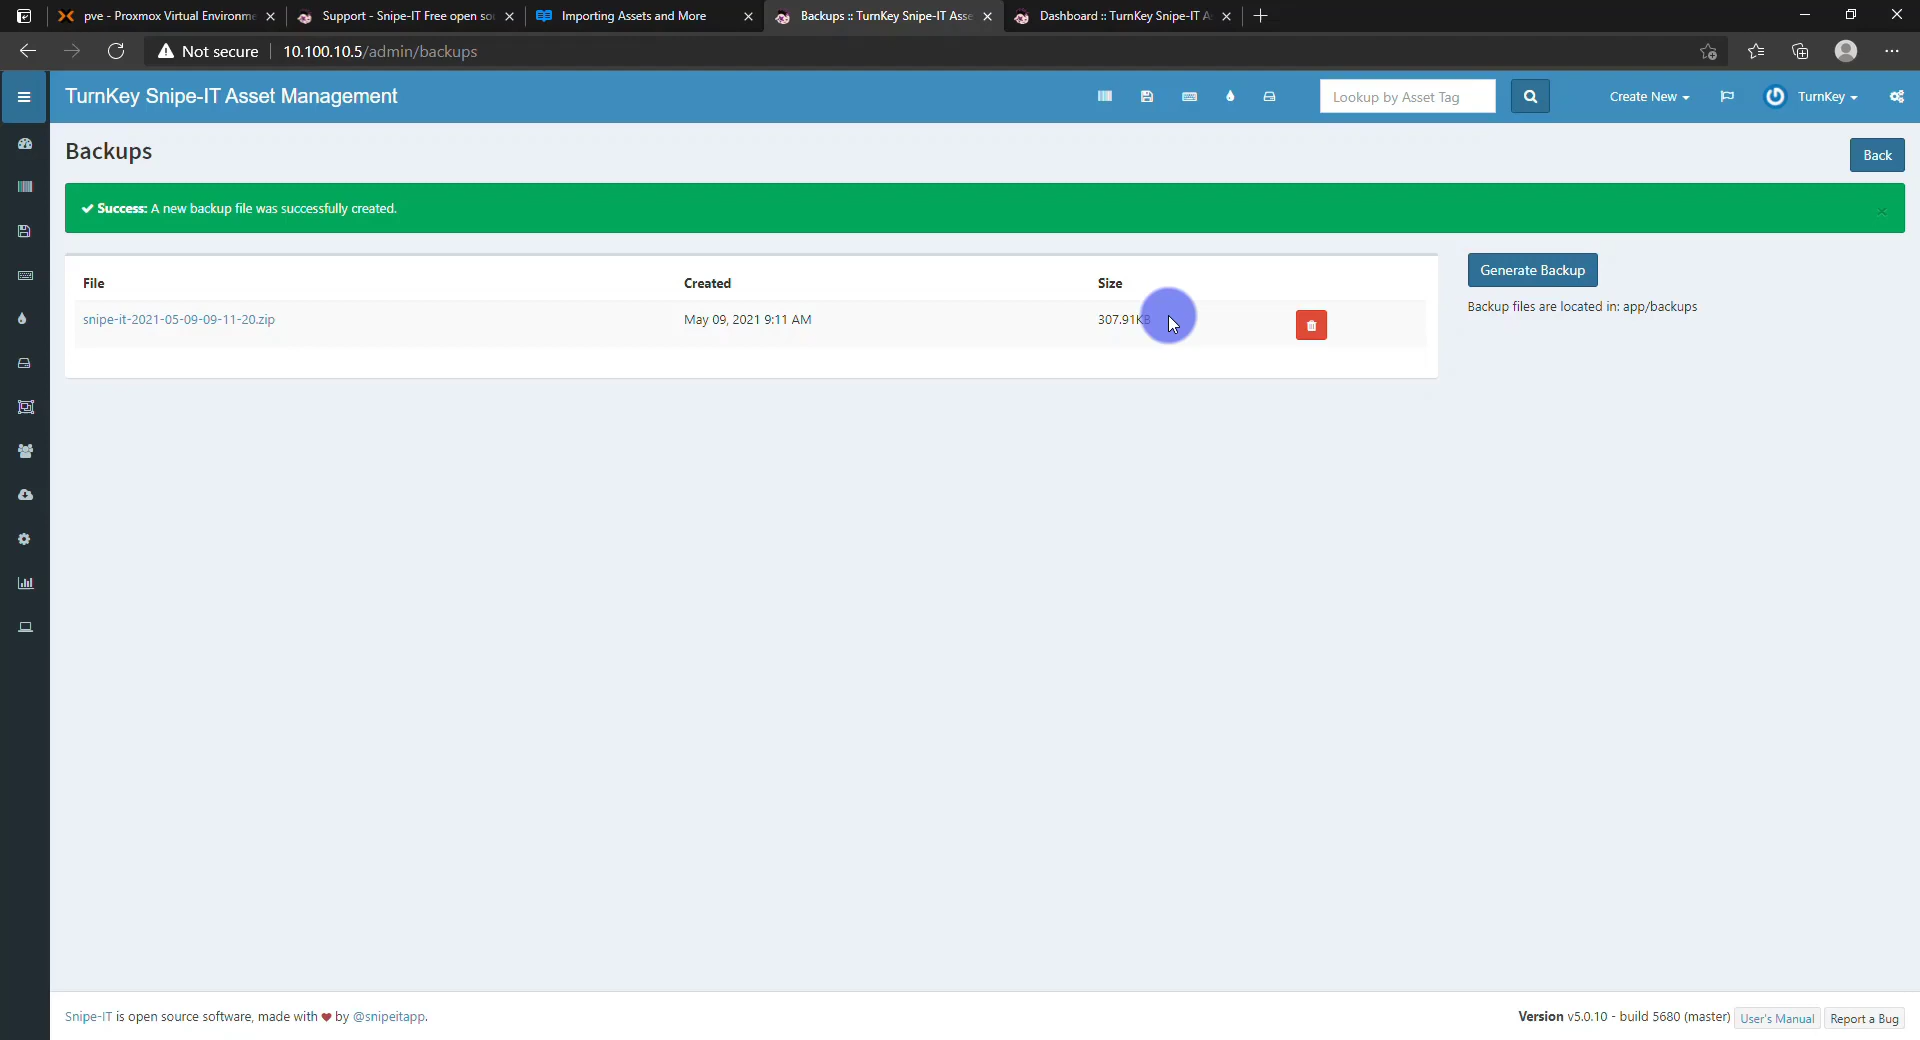 pve - Proxmox Virtual Environme
Support - Snipe-IT Free open so
Importing Assets and More
Backups :: TurnKey Snipe-IT Asse
Dashboard :: TurnKey Snipe-IT A
Not secure
10.100.10.5/admin/backups
TurnKey Snipe-IT Asset Management
Lookup by Asset Tag
Create New
TurnKey
Backups
Back
Success: A new backup file was successfully created.
File Created Size
snipe-it-2021-05-09-09-11-20.zip May 09, 2021 9:11 AM 307.91KB
Generate Backup
Backup files are located in: app/backups
Snipe-IT is open source software, made with ❤ by @snipeitapp.
Version v5.0.10 - build 5680 (master) User's Manual Report a Bug